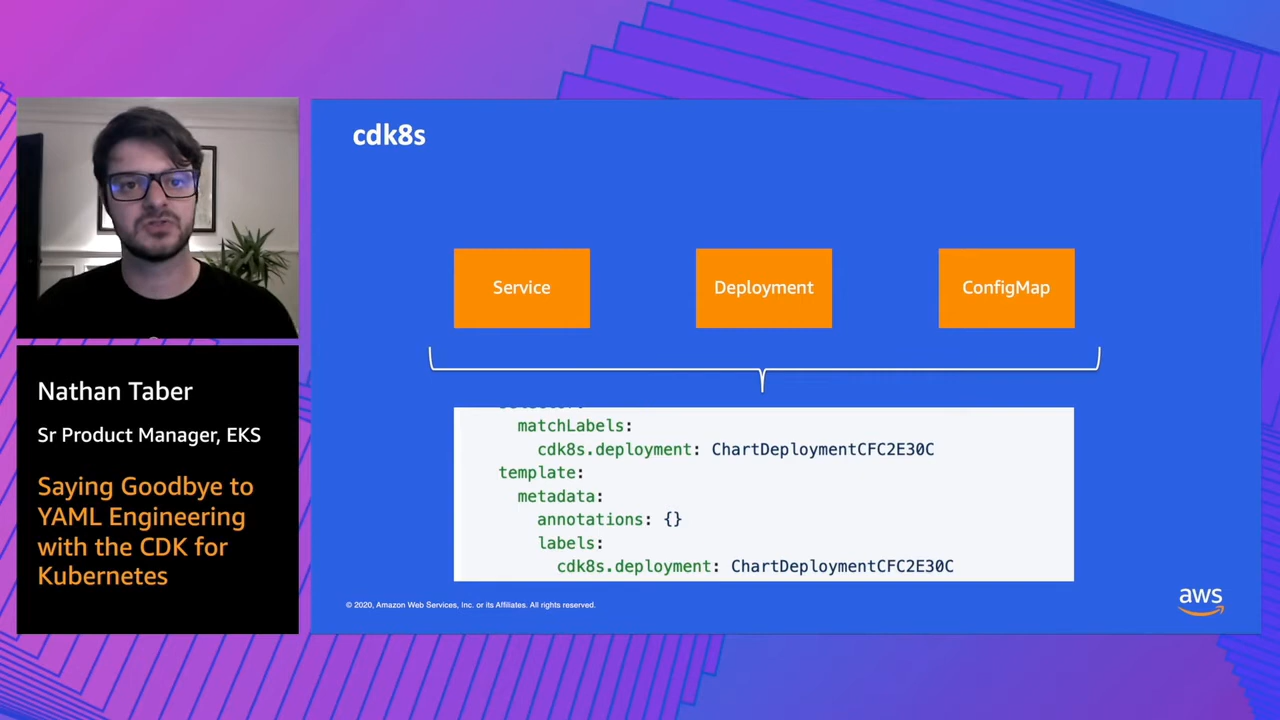 cdk8s
Service
Deployment
ConfigMap
matchLabels:
cdk8s.deployment: ChartDeploymentCFC2E30C
template:
metadata:
annotations: {}
labels:
cdk8s.deployment: ChartDeploymentCFC2E30C
© 2020, Amazon Web Services, Inc. or its Affiliates. All rights reserved.
aws
Nathan Taber
Sr Product Manager, EKS
Saying Goodbye to
YAML Engineering
with the CDK for
Kubernetes